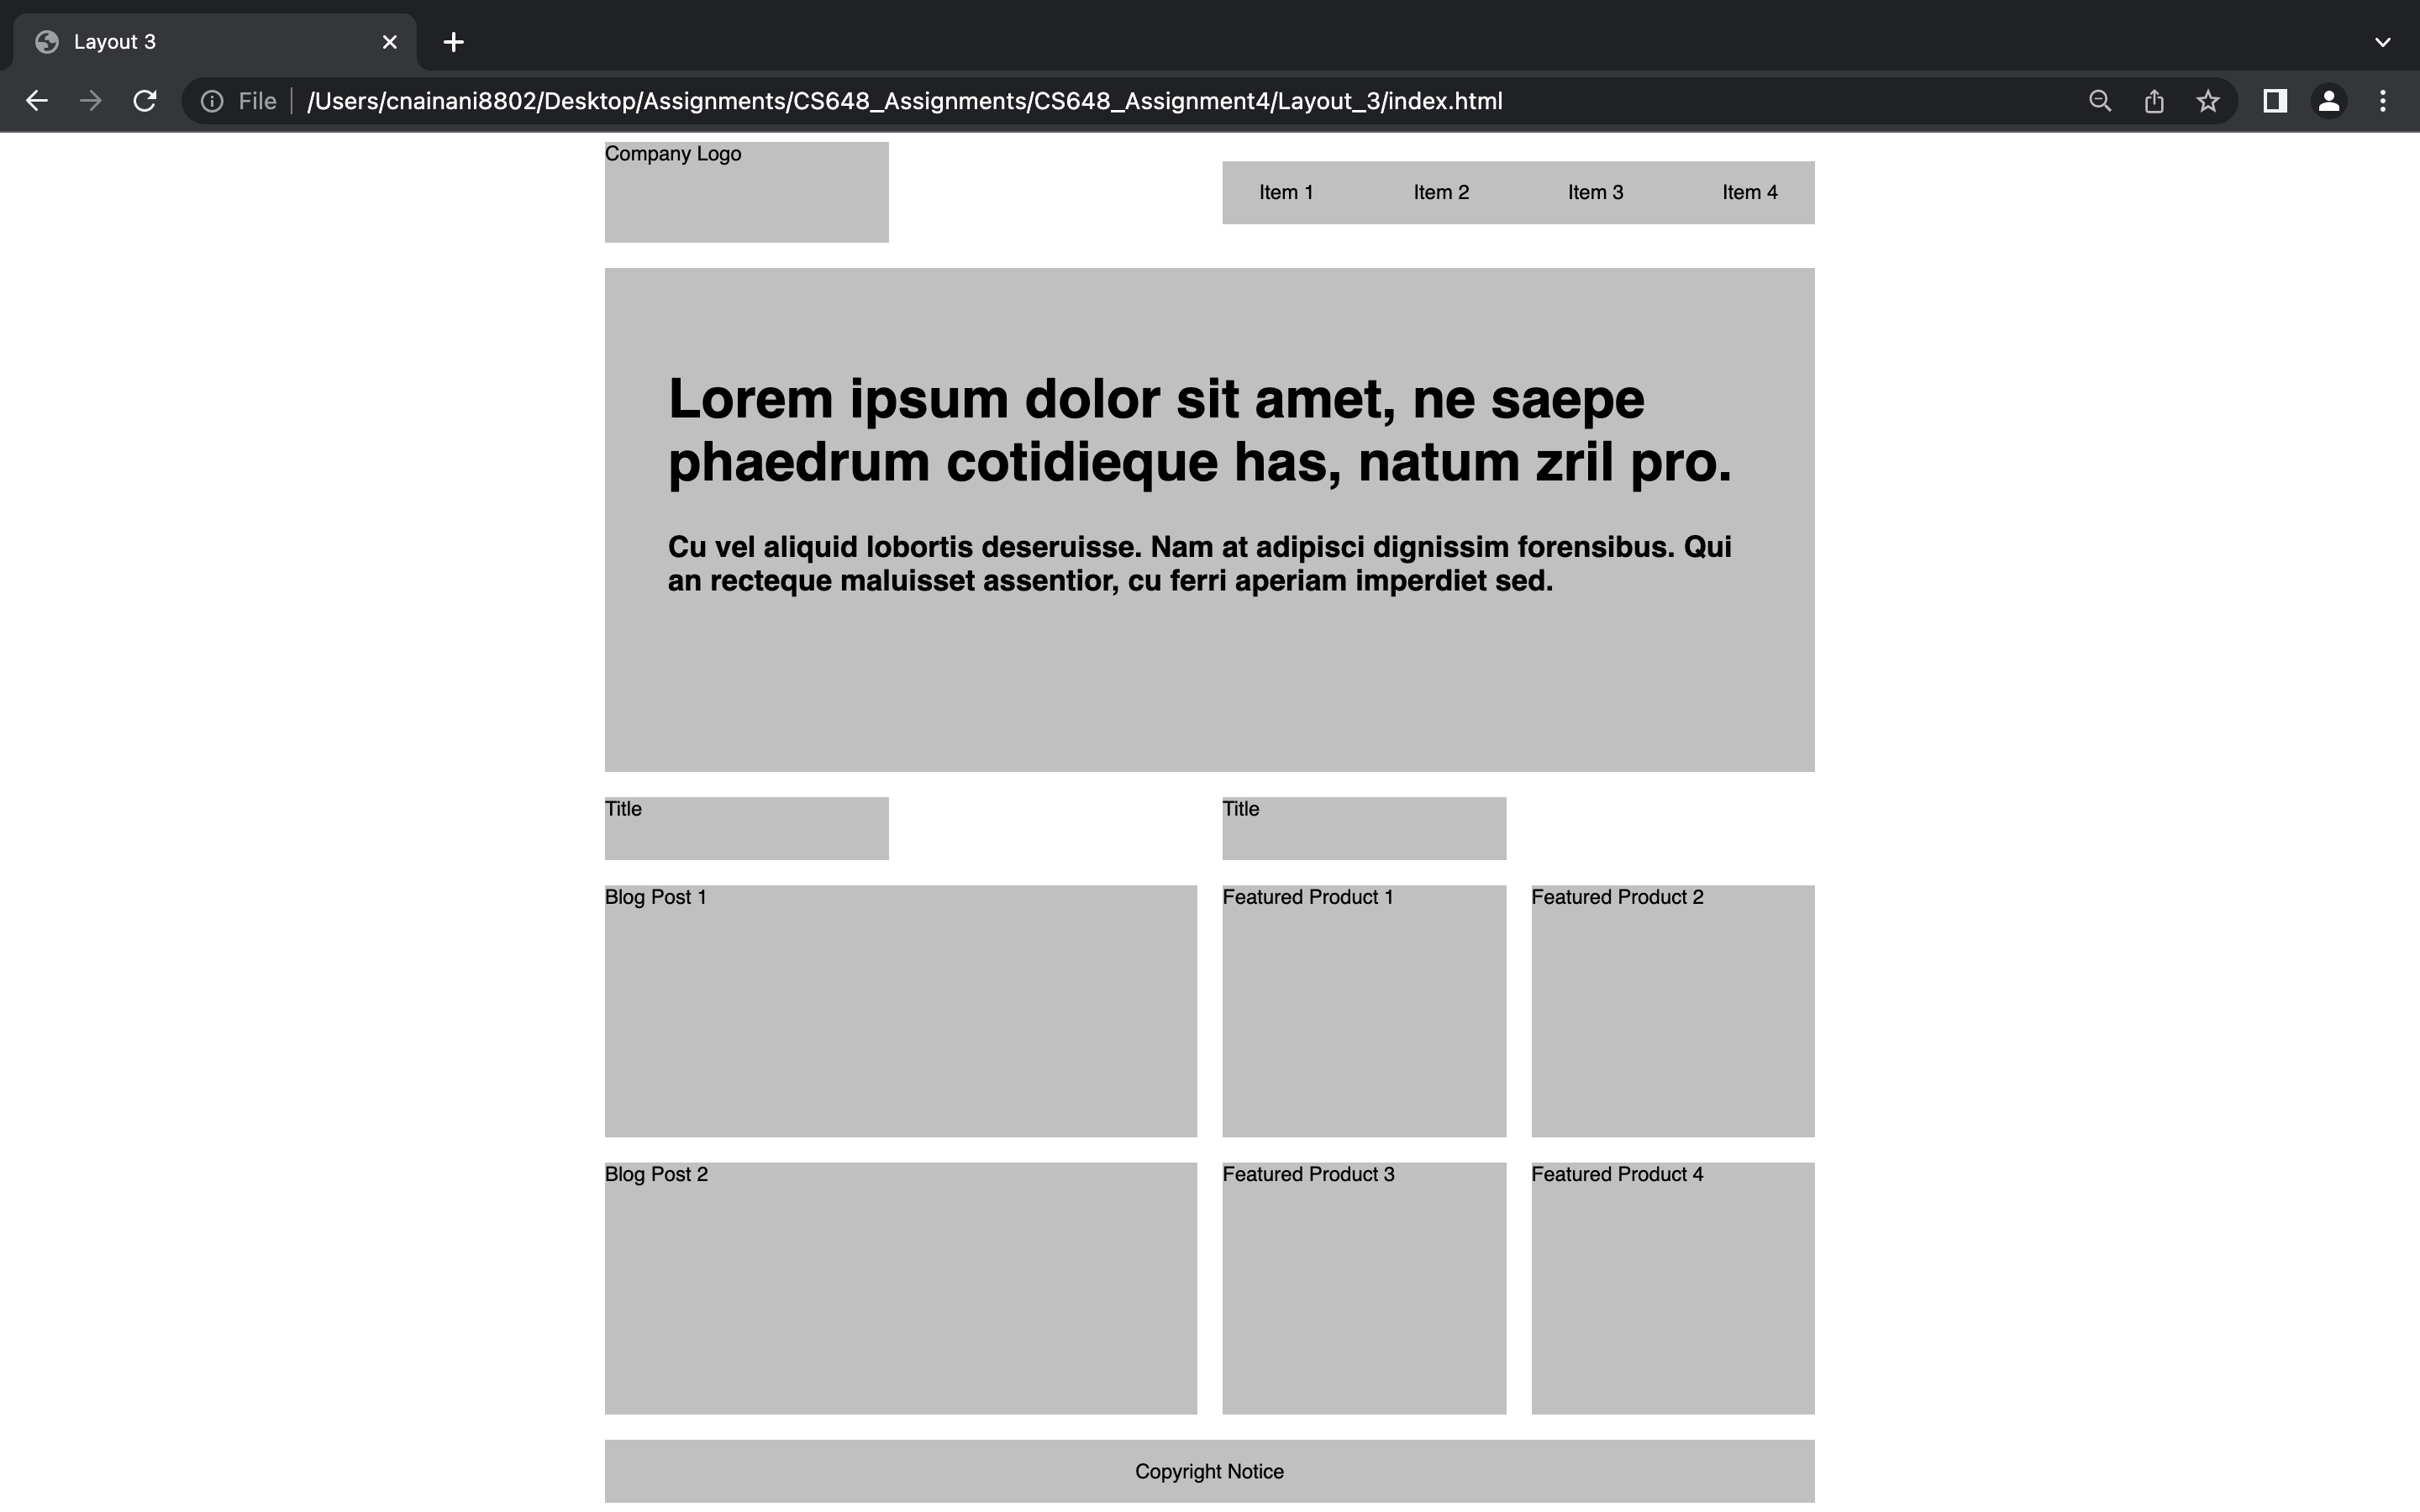 Layout 3
File /Users/cnainani8802/Desktop/Assignments/CS648_Assignments/CS648_Assignment4/Layout_3/index.html
Company Logo
Item 1 Item 2 Item 3 Item 4
Lorem ipsum dolor sit amet, ne saepe
phaedrum cotidieque has, natum zril pro.
Cu vel aliquid lobortis deseruisse. Nam at adipisci dignissim forensibus. Qui
an recteque maluisset assentior, cu ferri aperiam imperdiet sed.
Title Title
Blog Post 1 Featured Product 1 Featured Product 2
Blog Post 2 Featured Product 3 Featured Product 4
Copyright Notice